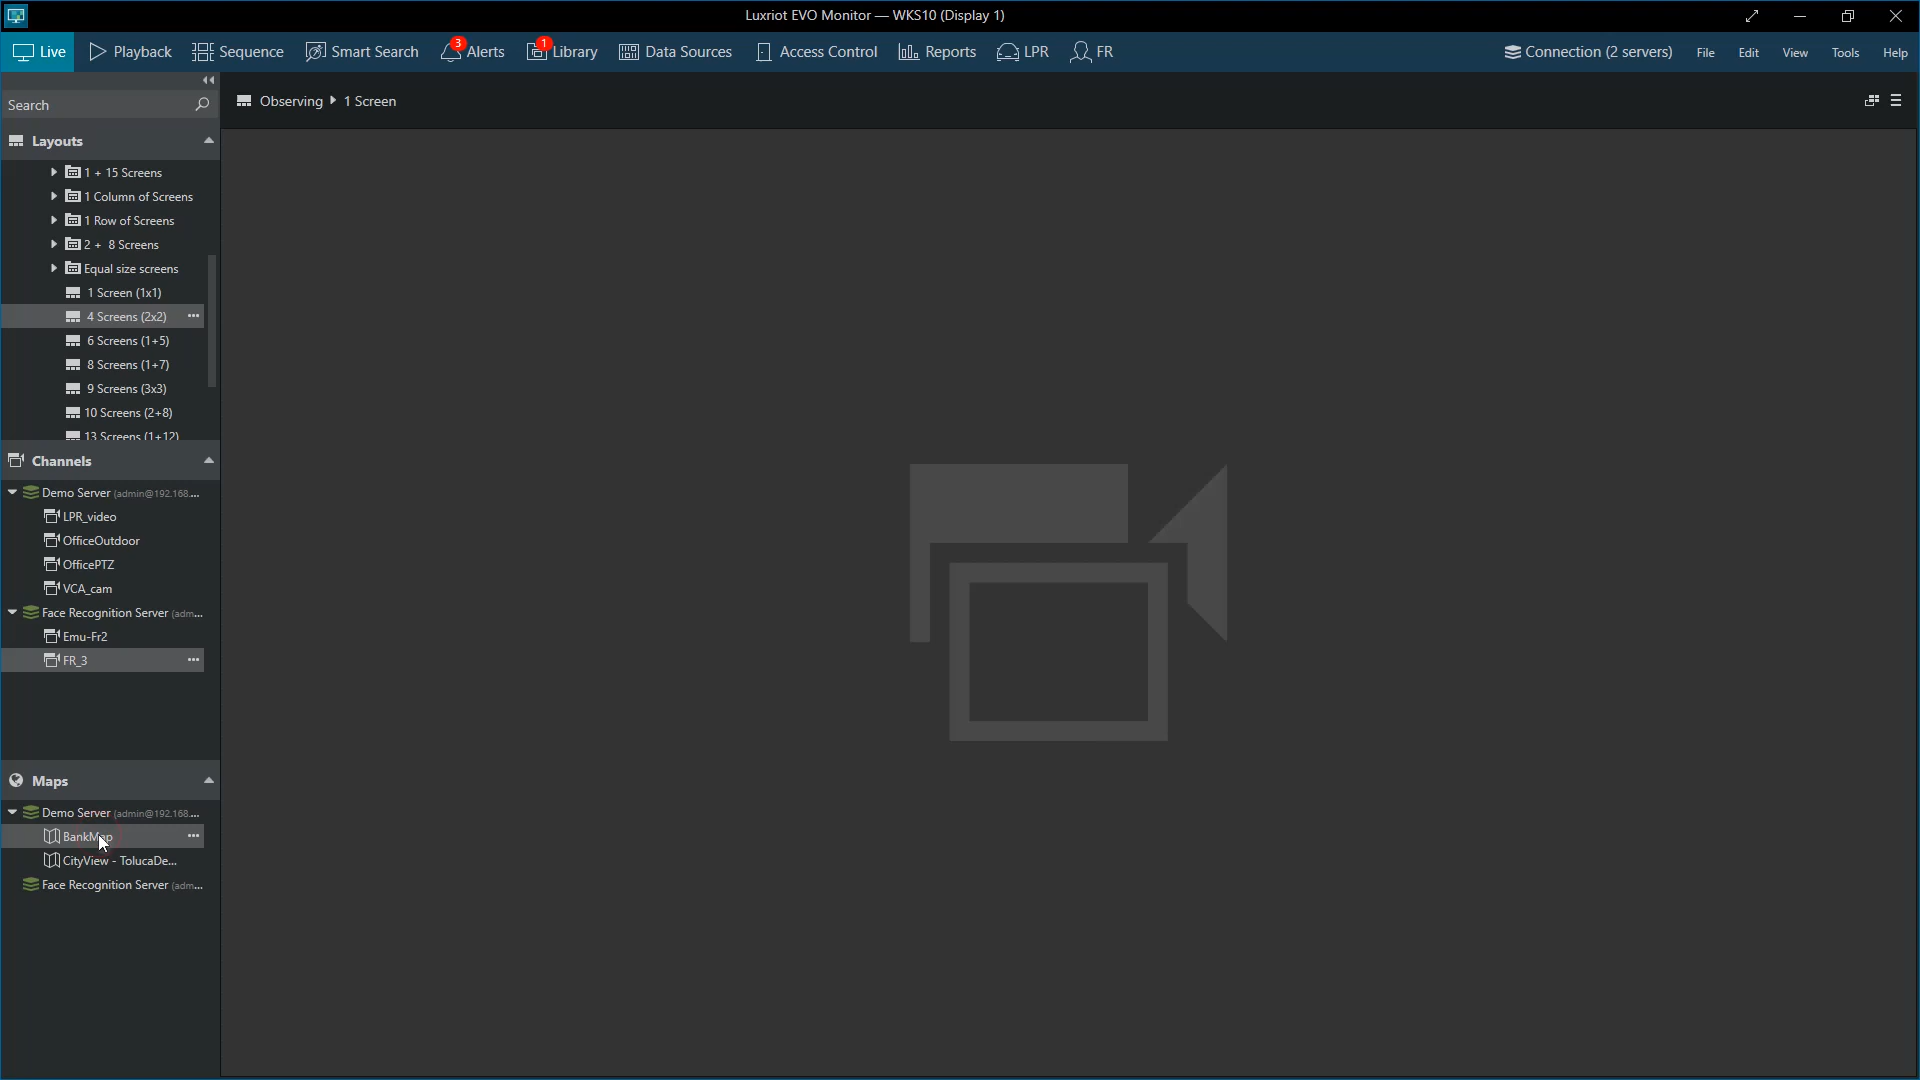 Luxriot EVO Monitor — WKS10 (Display 1)
Live
Playback
Sequence
Smart Search
3
Alerts
1
Library
Data Sources
Access Control
Reports
LPR
FR
Connection (2 servers)
File
Edit
View
Tools
Help
Search
Observing
1 Screen
Layouts
1 + 15 Screens
1 Column of Screens
1 Row of Screens
2 + 8 Screens
Equal size screens
1 Screen (1x1)
4 Screens (2x2)
6 Screens (1+5)
8 Screens (1+7)
9 Screens (3x3)
10 Screens (2+8)
13 Screens (1+12)
Channels
Demo Server (admin@192.168....
LPR_video
OfficeOutdoor
OfficePTZ
VCA_cam
Face Recognition Server (adm...
Emu-Fr2
FR_3
Maps
Demo Server (admin@192.168....
BankMap
CityView - TolucaDe...
Face Recognition Server (adm...